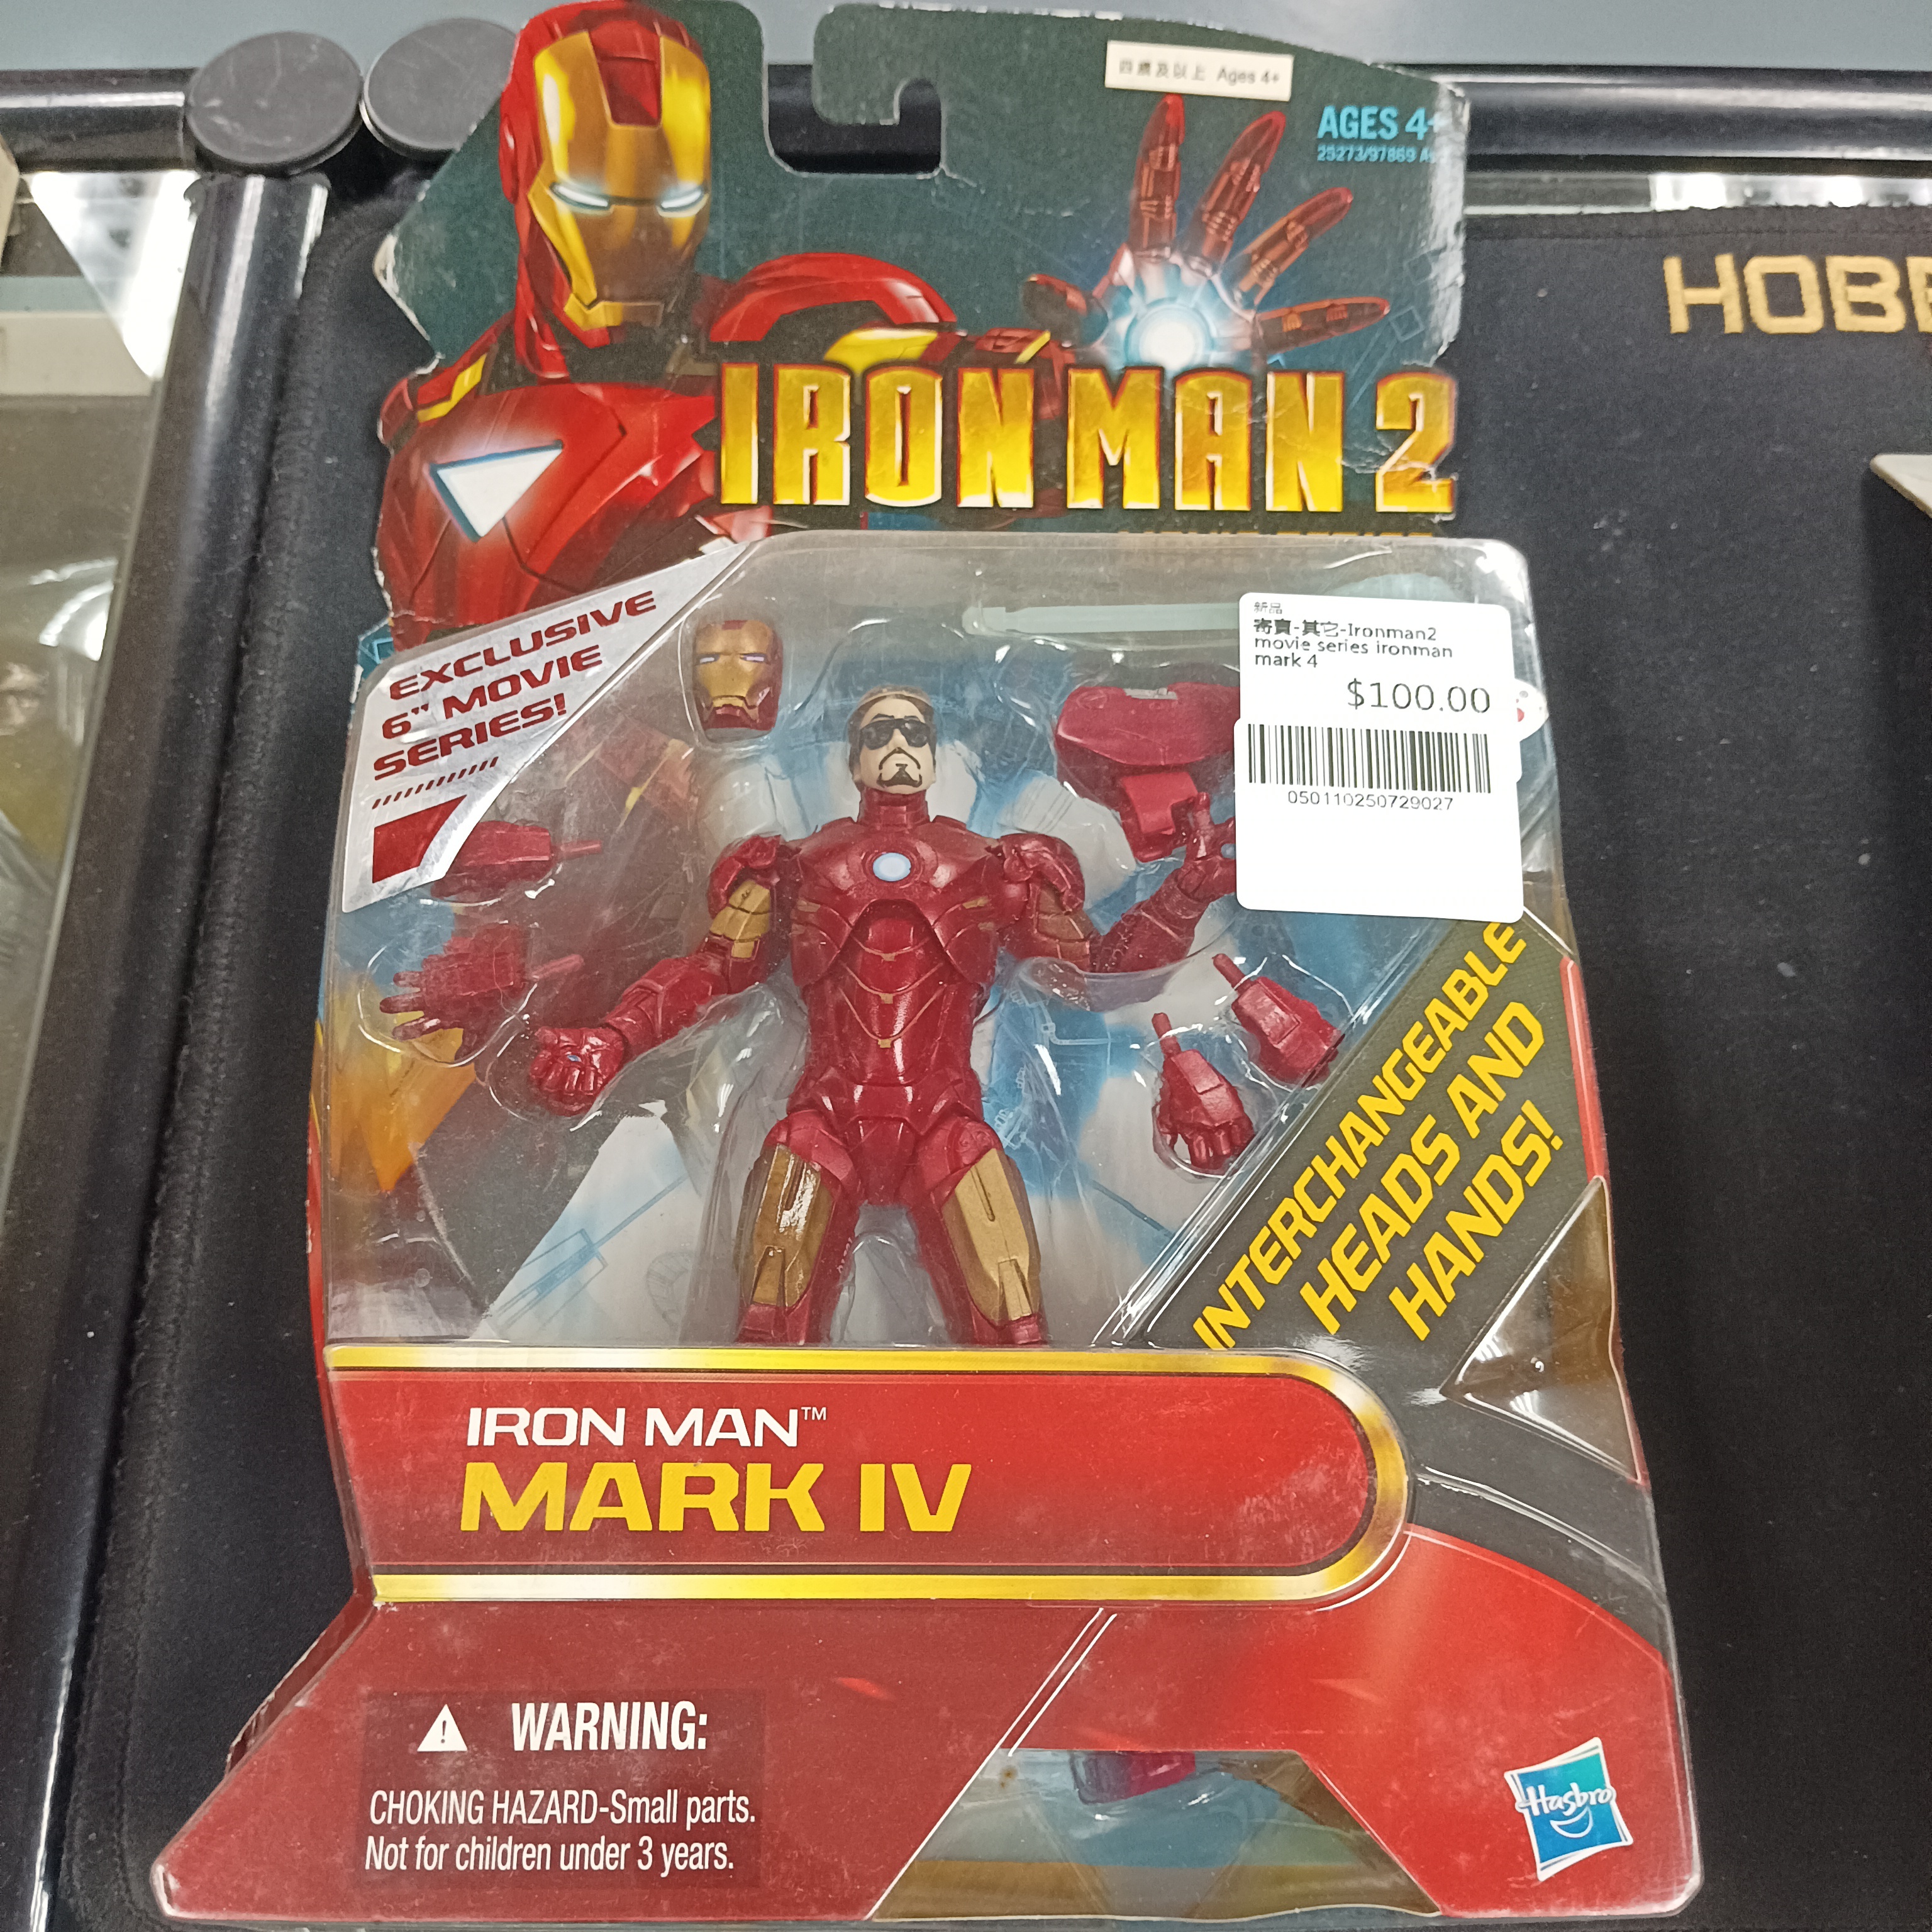 四歲及以上 Ages 4+
AGES 4+
HOBB
IRON MAN 2
EXCLUSIVE
6" MOVIE
SERIES!
新品
寄賣-其它-Ironman2
movie series ironman
mark 4
$100.00
050110250729027
INTERCHANGEABLE
HEADS AND
HANDS!
IRON MAN™
MARK IV
WARNING:
CHOKING HAZARD-Small parts.
Not for children under 3 years.
Hasbro